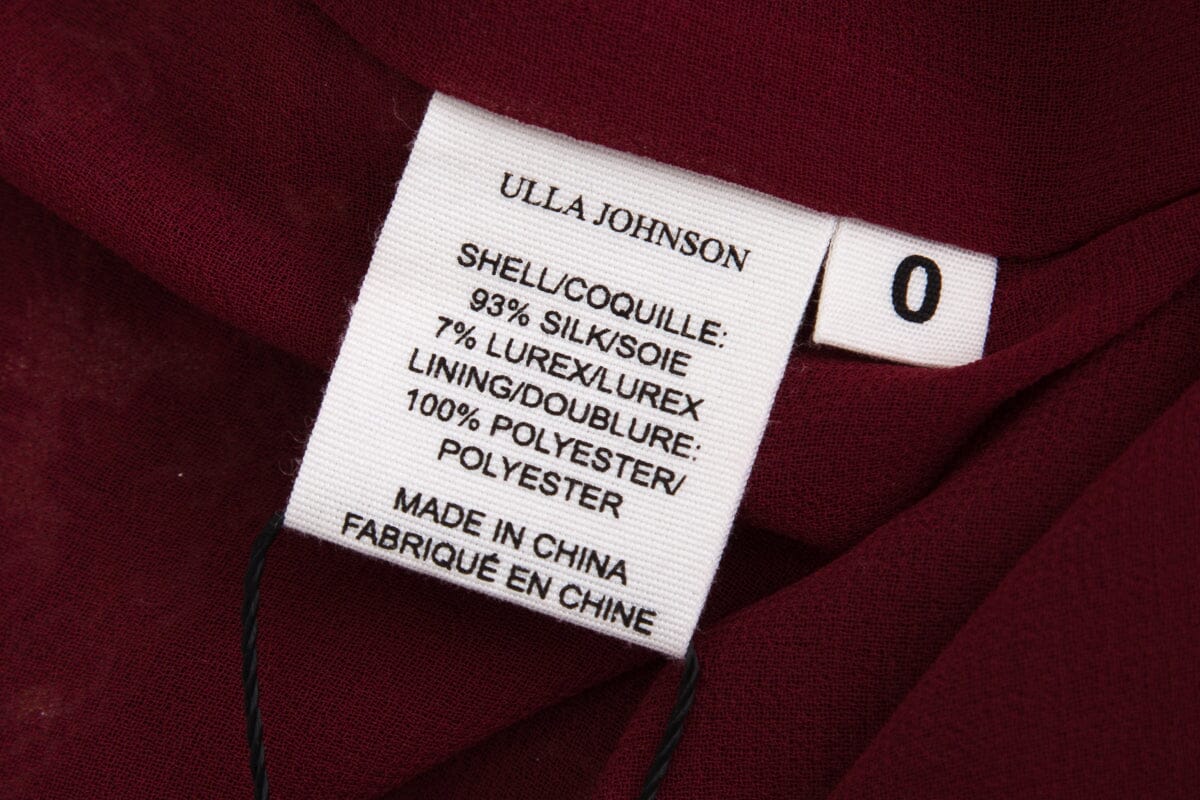 ULLA JOHNSON
SHELL/COQUILLE:
93% SILK/SOIE
7% LUREX/LUREX
LINING/DOUBLURE:
100% POLYESTER/
POLYESTER
MADE IN CHINA
FABRIQUÉ EN CHINE
0